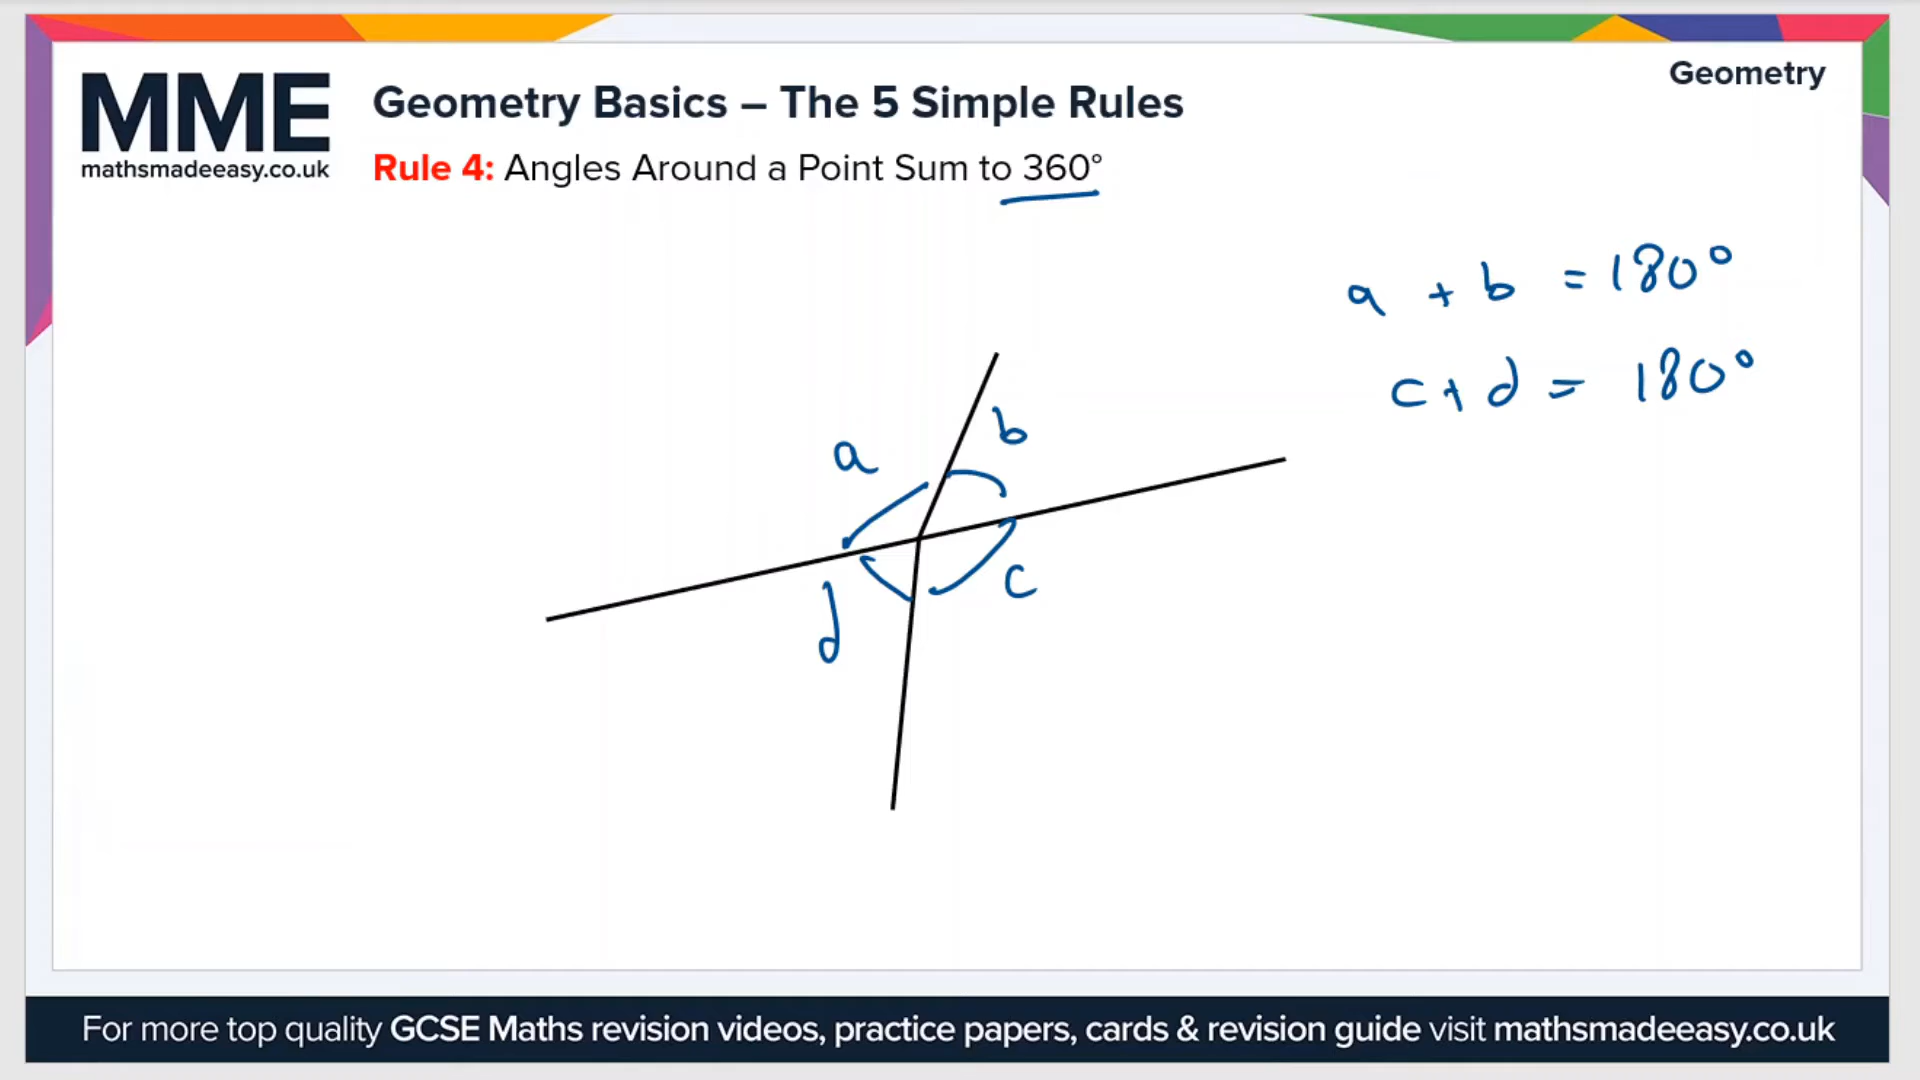 Geometry
MME
mathsmadeeasy.co.uk
Geometry Basics – The 5 Simple Rules
Rule 4: Angles Around a Point Sum to 360°
a + b = 180°
c + d = 180°
b
a
c
d
For more top quality GCSE Maths revision videos, practice papers, cards & revision guide visit mathsmadeeasy.co.uk